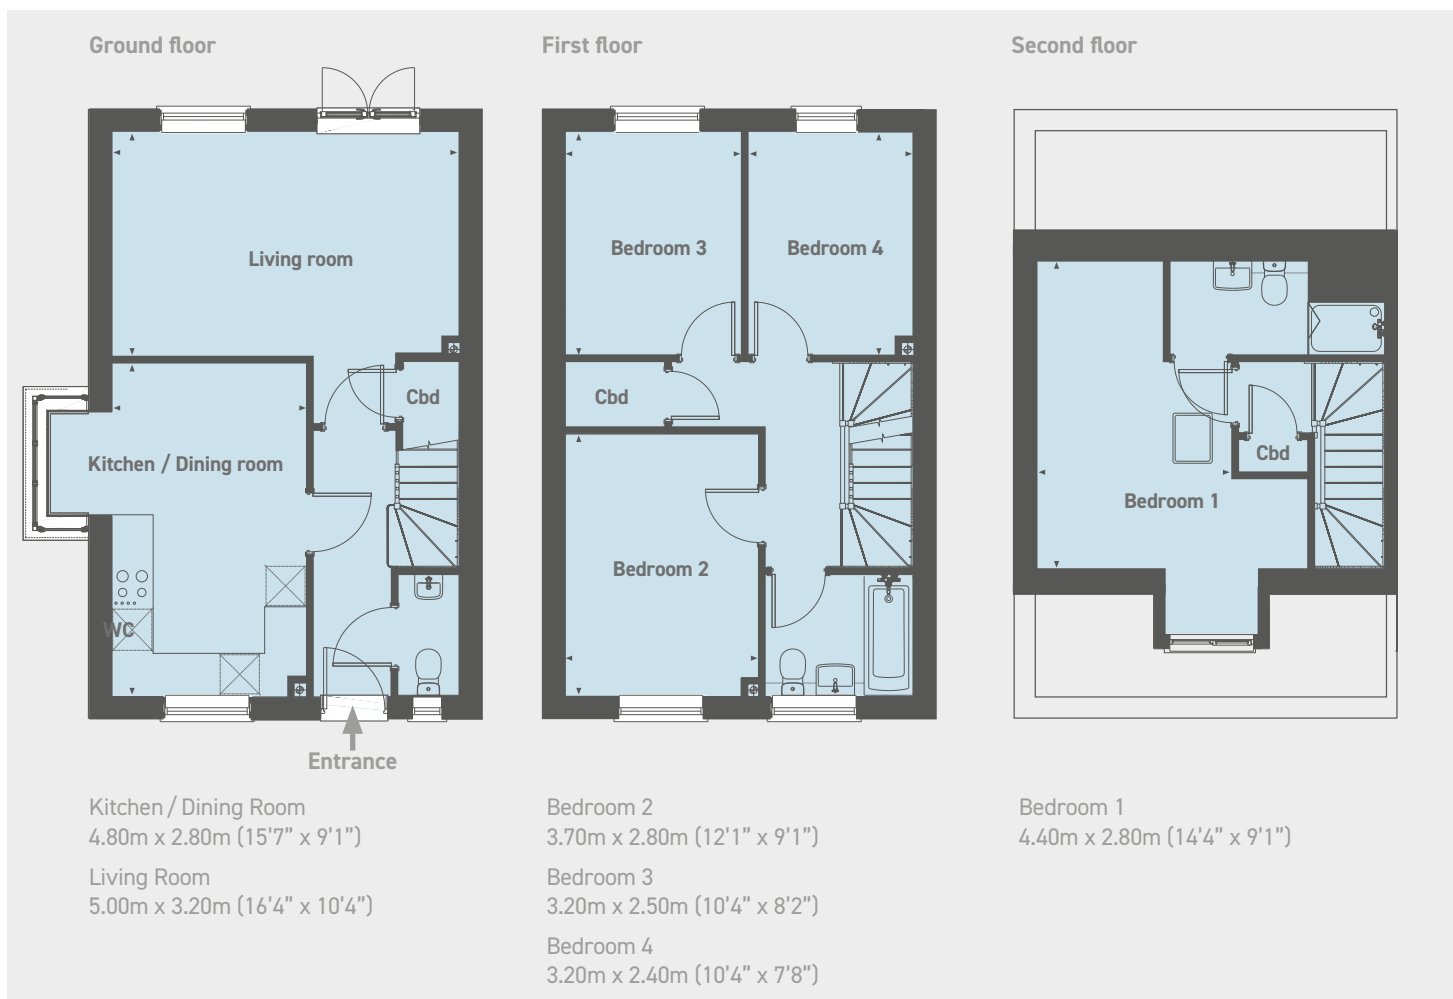 Ground floor
First floor
Second floor
Living room
Cbd
Kitchen / Dining room
WC
Entrance
Bedroom 3
Bedroom 4
Cbd
Bedroom 2
Cbd
Bedroom 1
Kitchen / Dining Room
4.80m x 2.80m (15'7” x 9'1”)
Living Room
5.00m x 3.20m (16'4” x 10'4”)
Bedroom 2
3.70m x 2.80m (12'1” x 9'1”)
Bedroom 3
3.20m x 2.50m (10'4” x 8'2”)
Bedroom 4
3.20m x 2.40m (10'4” x 7'8”)
Bedroom 1
4.40m x 2.80m (14'4” x 9'1”)